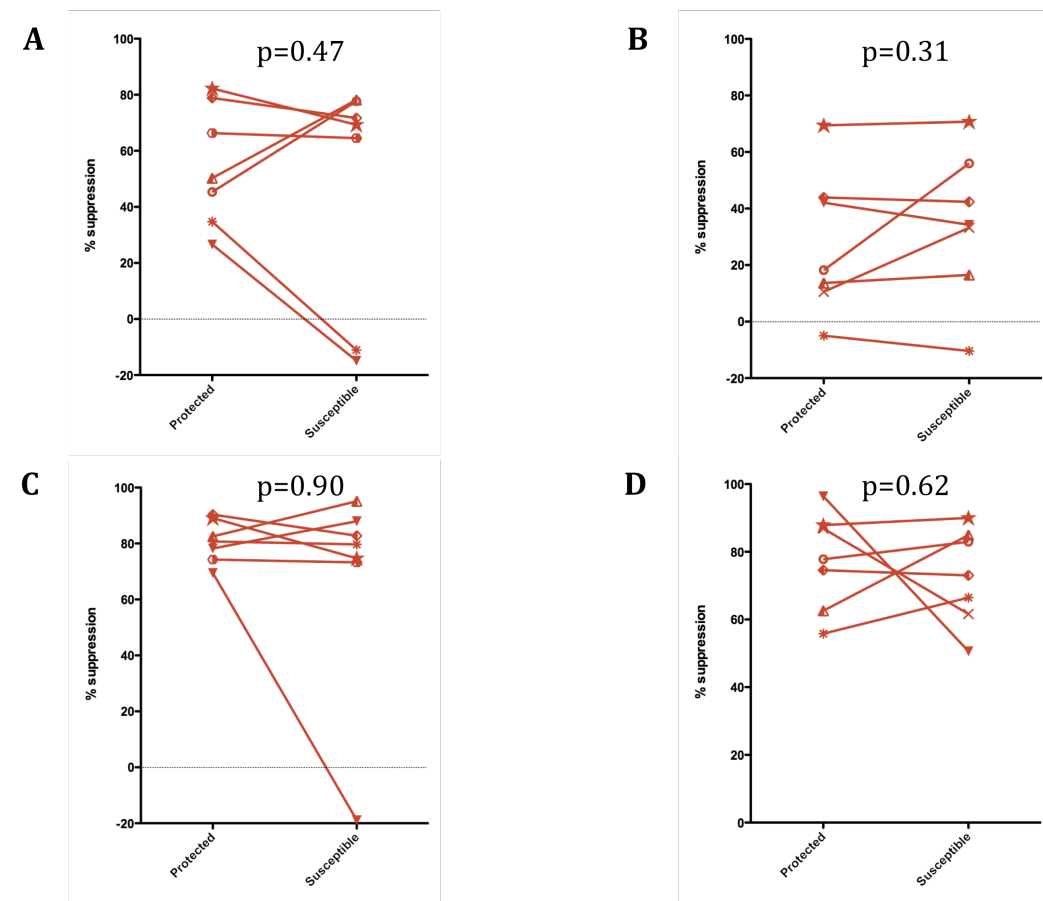 A
p=0.47
100
80
60
40
20
0
-20
% suppression
Protected
Susceptible
B
p=0.31
100
80
60
40
20
0
-20
% suppression
Protected
Susceptible
C
p=0.90
100
80
60
40
20
0
-20
% suppression
Protected
Susceptible
D
p=0.62
100
80
60
40
20
0
% suppression
Protected
Susceptible